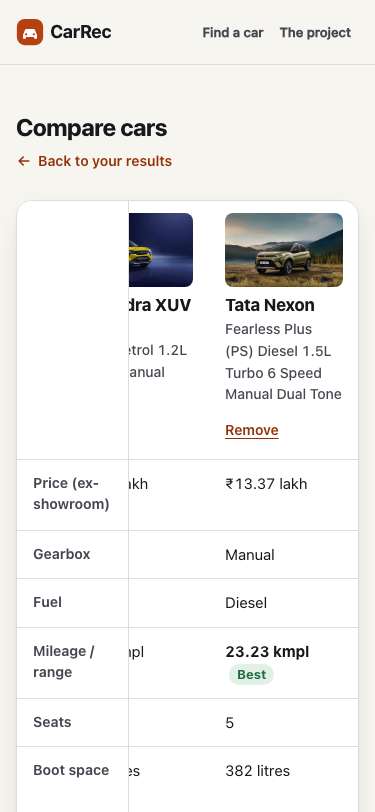 CarRec
Find a car
The project
Compare cars
← Back to your results
dra XUV
Tata Nexon
etrol 1.2L
anual
Fearless Plus
(PS) Diesel 1.5L
Turbo 6 Speed
Manual Dual Tone
Remove
Price (ex-
showroom)
akh
₹13.37 lakh
Gearbox
Manual
Fuel
Diesel
Mileage /
range
pl
23.23 kmpl
Best
Seats
5
Boot space
es
382 litres